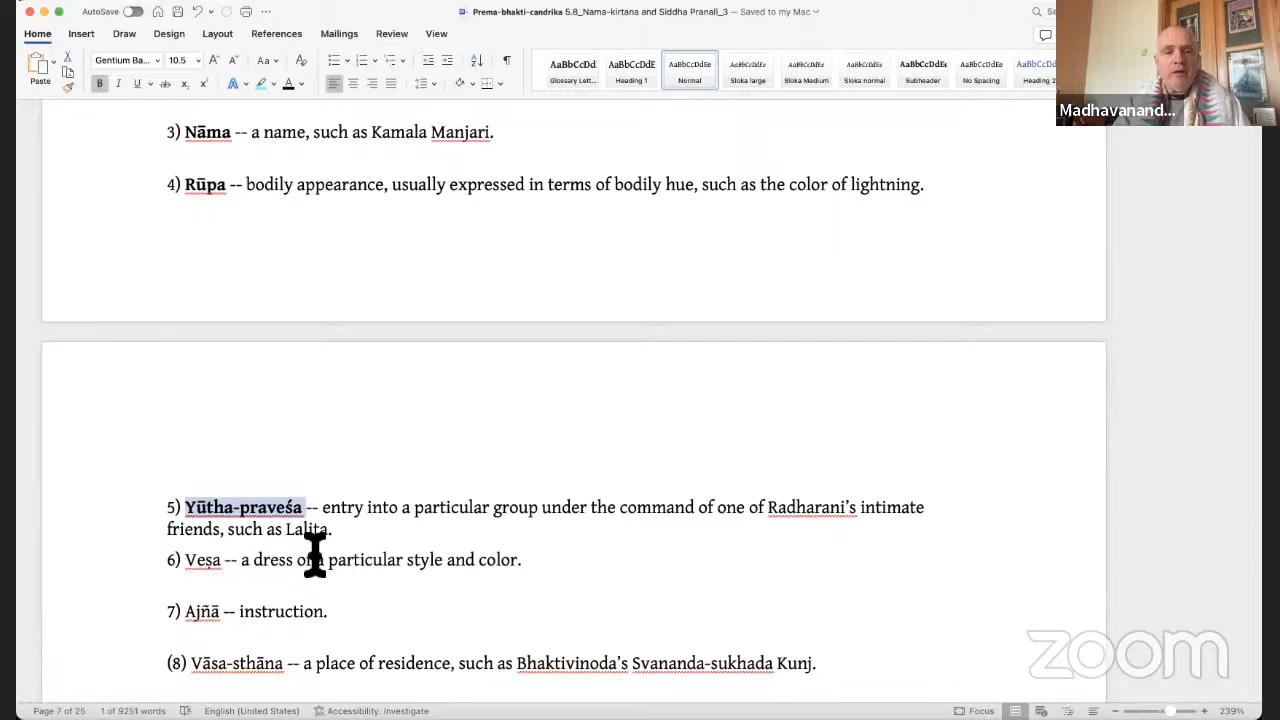 AutoSave
Prema-bhakti-candrika 5.8_Nama-kirtana and Siddha Pranali_3 — Saved to my Mac
Home Insert Draw Design Layout References Mailings Review View
Paste
Gentium Ba... 10.5
AaBbCcDd AaBbCcDE AaBbCcDdEe AaBbCcDdEe AaBbCcDdEe AaBbCcDdEe AaBbCcDdEe AaBbCcDdEe AaBbCcDdEe
Glossary Lett... Heading 1 Normal Sloka large Sloka Medium Sloka normal Subheader No Spacing Heading 2
Madhavanand...
3) Nāma -- a name, such as Kamala Manjari.
4) Rūpa -- bodily appearance, usually expressed in terms of bodily hue, such as the color of lightning.
5) Yūtha-praveśa -- entry into a particular group under the command of one of Radharani’s intimate
friends, such as Lalita.
6) Veṣa -- a dress of a particular style and color.
7) Ajñā -- instruction.
(8) Vāsa-sthāna -- a place of residence, such as Bhaktivinoda’s Svananda-sukhada Kunj.
zoom
Page 7 of 25 1 of 9251 words English (United States) Accessibility: Investigate Focus 239%